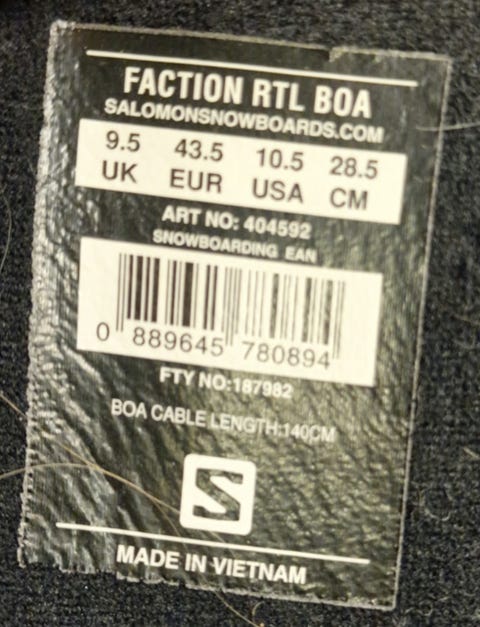 FACTION RTL BOA
SALOMONSNOWBOARDS.COM
9.5 43.5 10.5 28.5
UK EUR USA CM
ART NO: 404592
SNOWBOARDING EAN
0 889645 780894
FTY NO:187982
BOA CABLE LENGTH:140CM
S
MADE IN VIETNAM